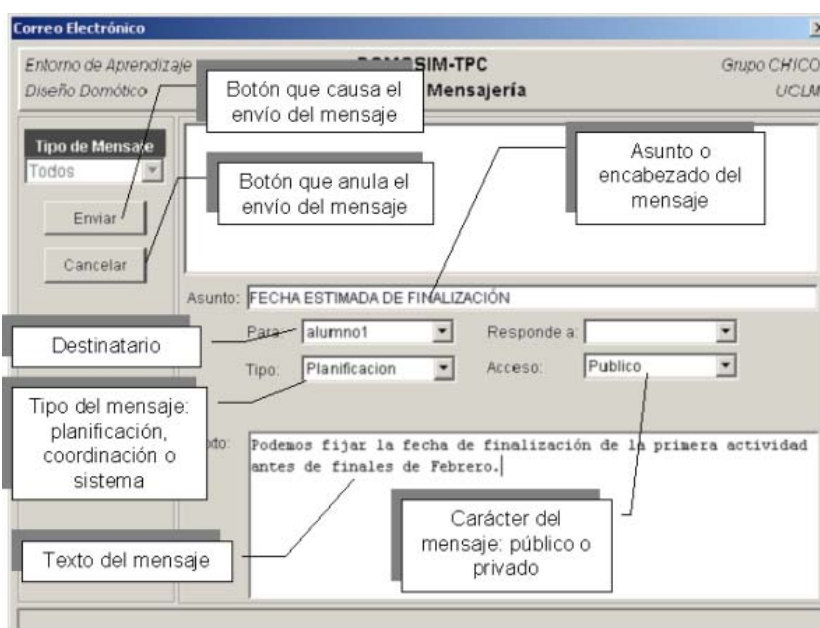 Correo Electrónico
Entorno de Aprendizaje
Diseño Domótico
SIM-TPC
Mensajería
Grupo CHICO
UCLM
Botón que causa el
envío del mensaje
Tipo de Mensaje
Todos
Botón que anula el
envío del mensaje
Asunto o
encabezado del
mensaje
Enviar
Cancelar
Asunto: FECHA ESTIMADA DE FINALIZACIÓN
Para: alumno1 Responde a:
Destinatario
Tipo: Planificacion Acceso: Publico
Tipo del mensaje:
planificación,
coordinación o
sistema
Podemos fijar la fecha de finalización de la primera actividad
antes de finales de Febrero.
Carácter del
mensaje: público o
privado
Texto del mensaje